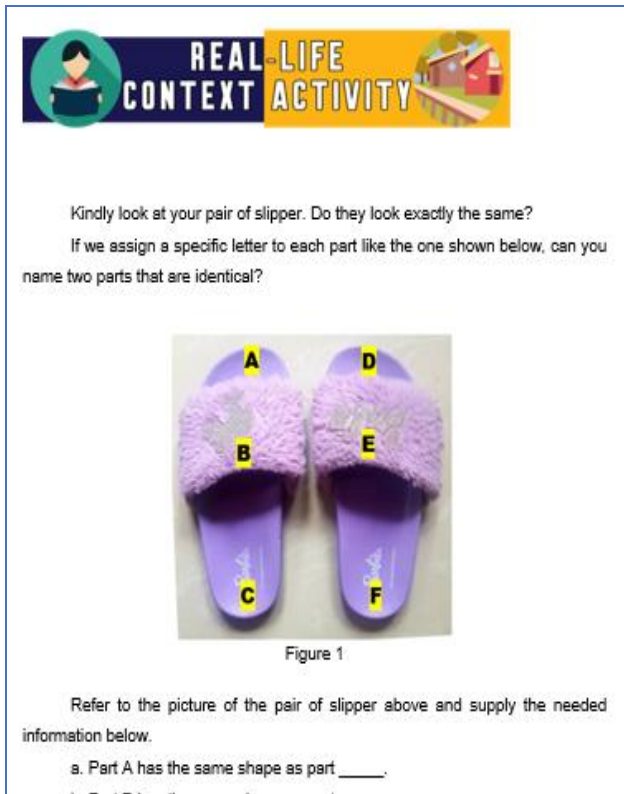 REAL-LIFE
CONTEXT ACTIVITY
Kindly look at your pair of slipper. Do they look exactly the same?
If we assign a specific letter to each part like the one shown below, can you
name two parts that are identical?
A D
B E
C F
Figure 1
Refer to the picture of the pair of slipper above and supply the needed
information below.
a. Part A has the same shape as part _____.